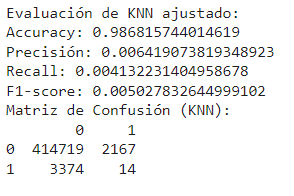 Evaluación de KNN ajustado:
Accuracy: 0.986815744014619
Precisión: 0.006419073819348923
Recall: 0.004132231404958678
F1-score: 0.005027832644999102
Matriz de Confusión (KNN):
0 1
0 414719 2167
1 3374 14